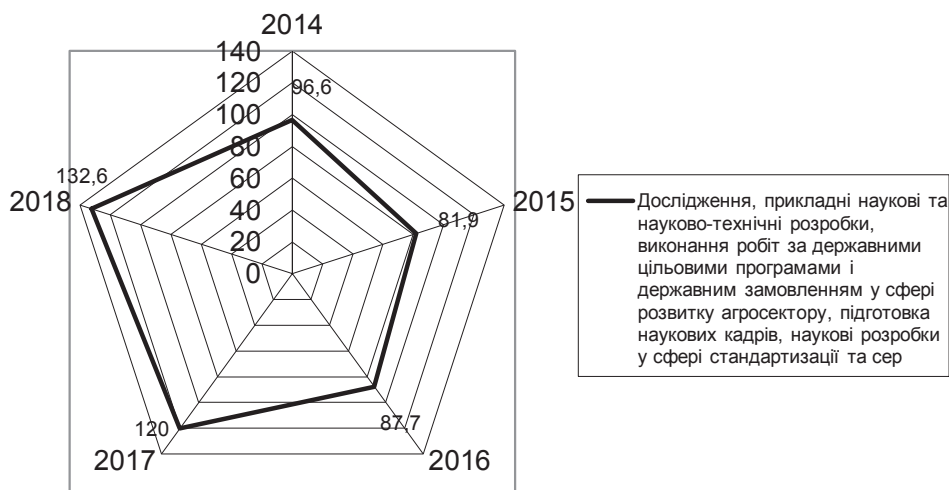 2014
140
120
100
80
60
40
20
0
96,6
2015
81,9
2016
87,7
2017
120
2018
132,6
Дослідження, прикладні наукові та
науково-технічні розробки,
виконання робіт за державними
цільовими програмами і
державним замовленням у сфері
розвитку агросектору, підготовка
наукових кадрів, наукові розробки
у сфері стандартизації та сер